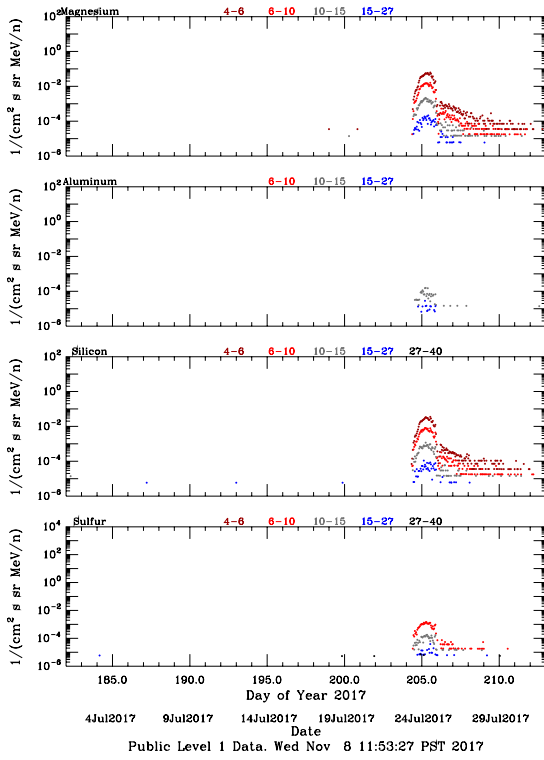 10² Magnesium 4-6 6-10 10-15 15-27
10⁰
10⁻²
10⁻⁴
10⁻⁶
1/(cm² s sr MeV/n)
10² Aluminum 6-10 10-15 15-27
10⁰
10⁻²
10⁻⁴
10⁻⁶
1/(cm² s sr MeV/n)
10² Silicon 4-6 6-10 10-15 15-27 27-40
10⁰
10⁻²
10⁻⁴
10⁻⁶
1/(cm² s sr MeV/n)
Sulfur 4-6 6-10 10-15 15-27 27-40
10⁴
10²
10⁰
10⁻²
10⁻⁴
10⁻⁶
1/(cm² s sr MeV/n)
185.0 190.0 195.0 200.0 205.0 210.0
Day of Year 2017
4Jul2017 9Jul2017 14Jul2017 19Jul2017 24Jul2017 29Jul2017
Date
Public Level 1 Data. Wed Nov 8 11:53:27 PST 2017